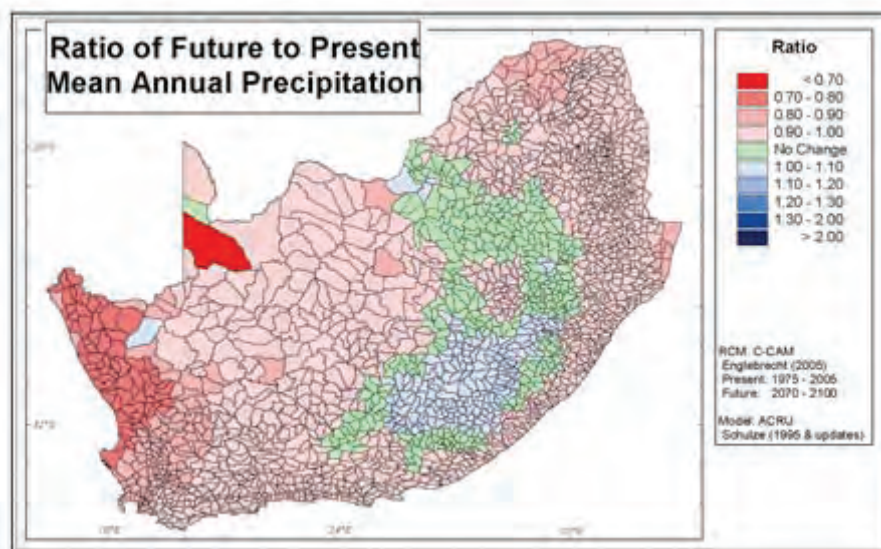 Ratio of Future to Present
Mean Annual Precipitation
Ratio
< 0.70
0.70 - 0.80
0.80 - 0.90
0.90 - 1.00
No Change
1.00 - 1.10
1.10 - 1.20
1.20 - 1.30
1.30 - 2.00
> 2.00
RCM: C-CAM
Englebrecht (2005)
Present: 1975 - 2005
Future: 2070 - 2100
Model: ACRU
Schulze (1995 & updates)